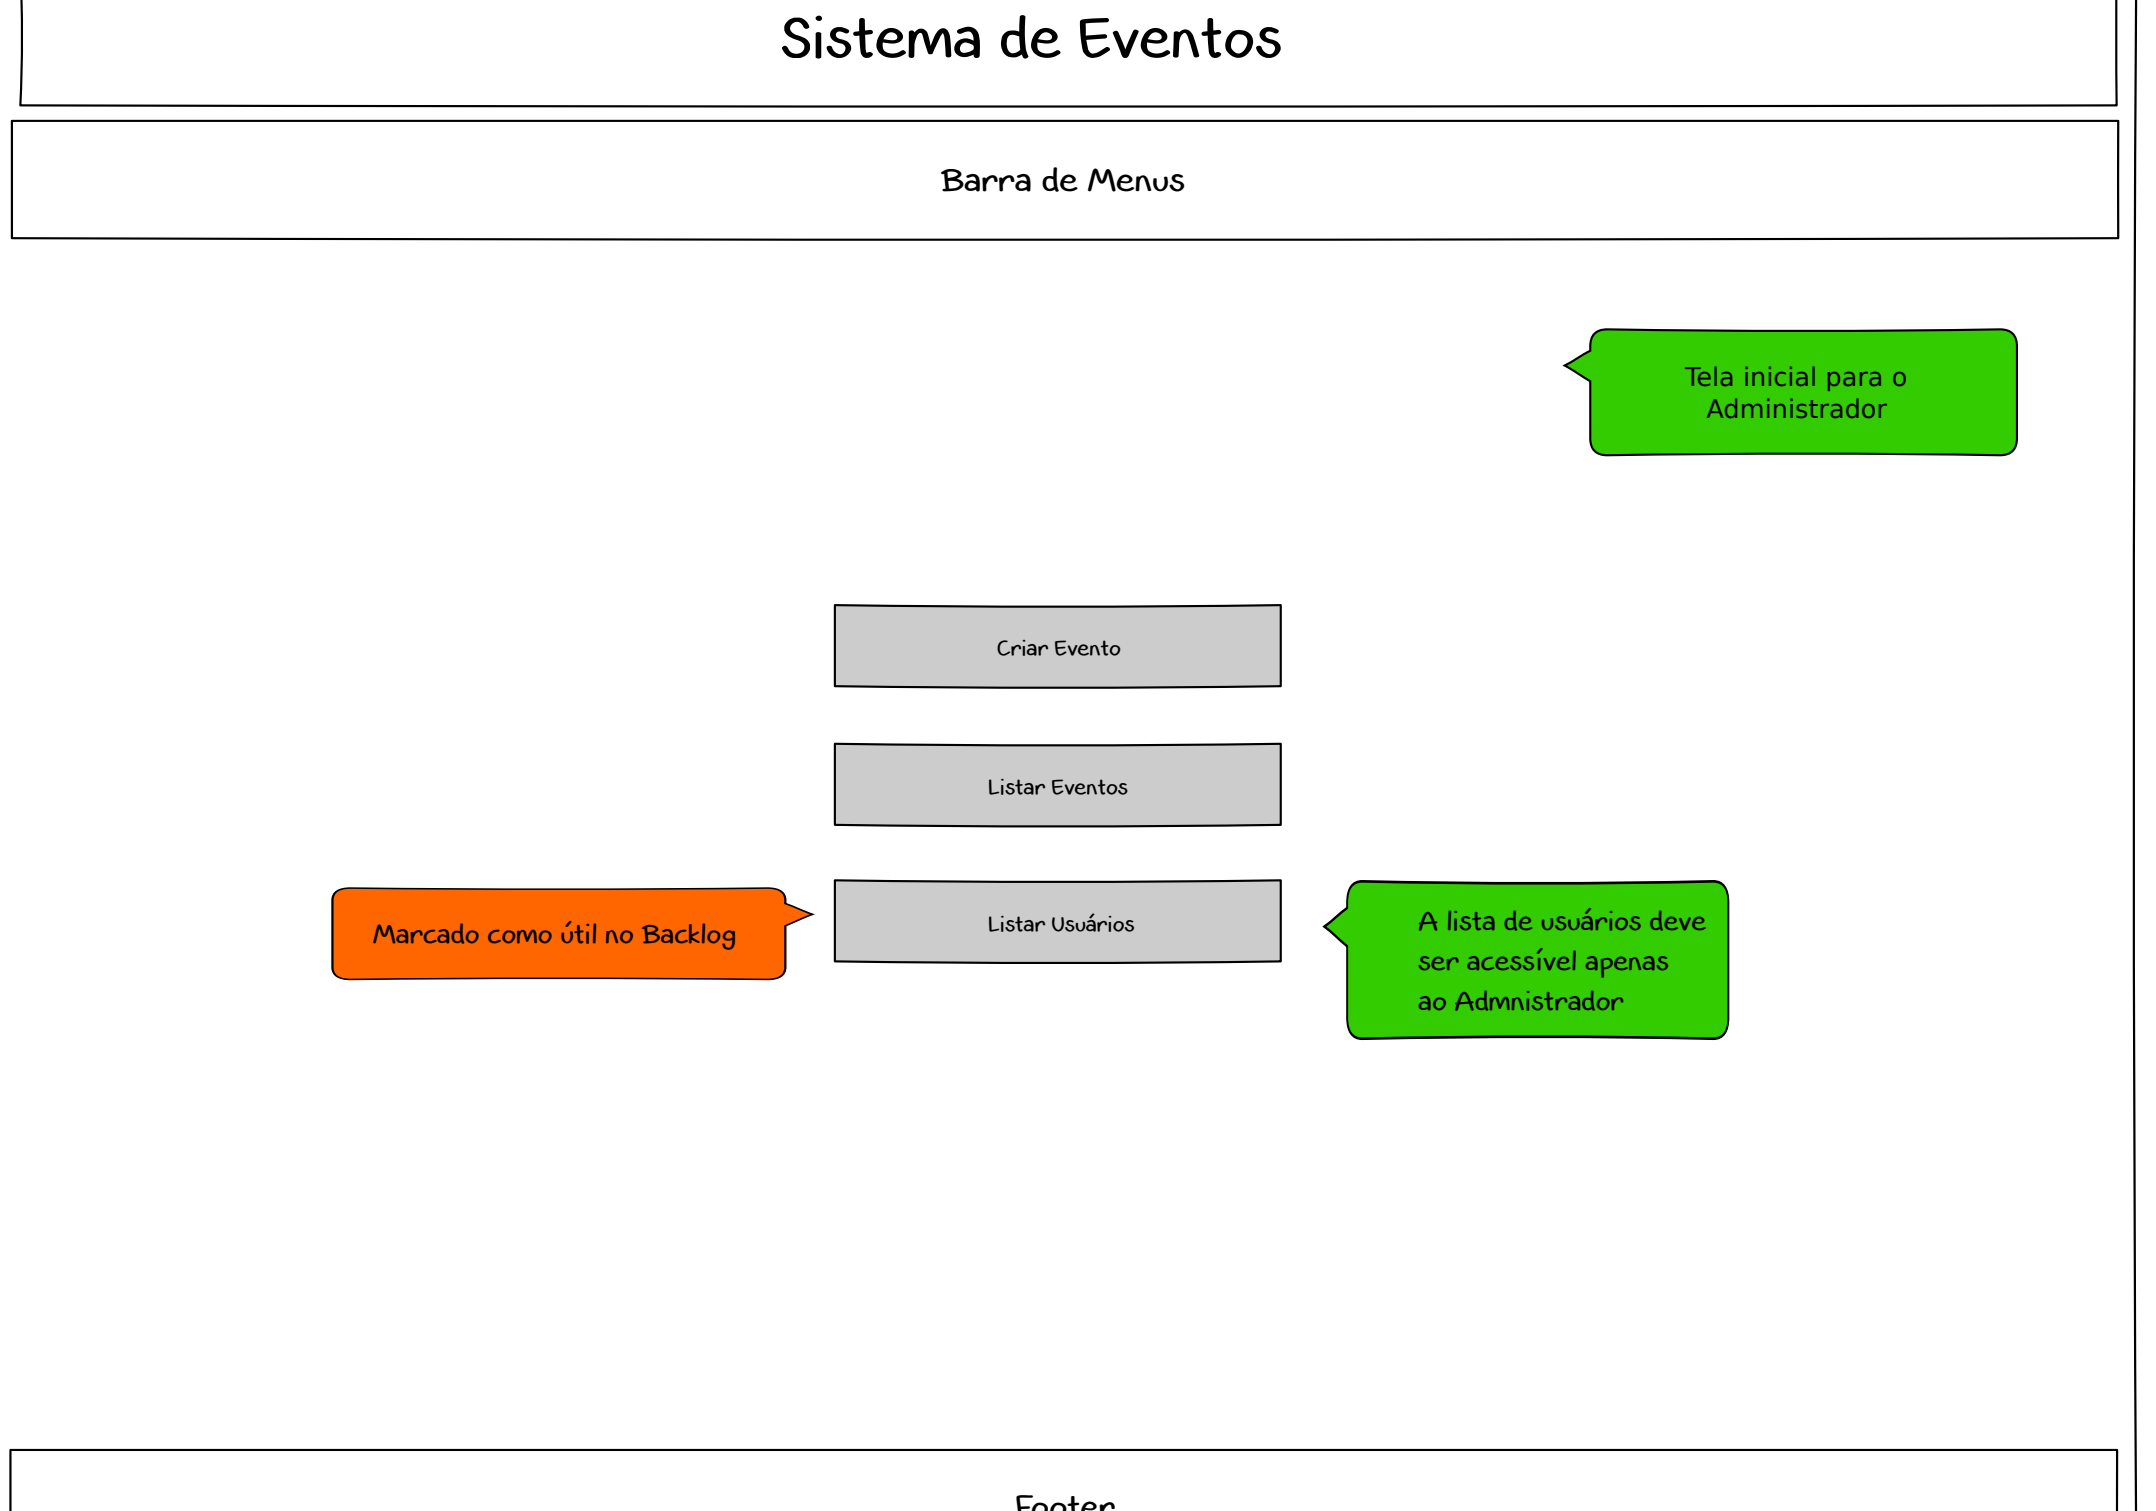 Sistema de Eventos
Barra de Menus
Tela inicial para o
Administrador
Criar Evento
Listar Eventos
Marcado como útil no Backlog
Listar Usuários
A lista de usuários deve
ser acessível apenas
ao Admnistrador
Footer